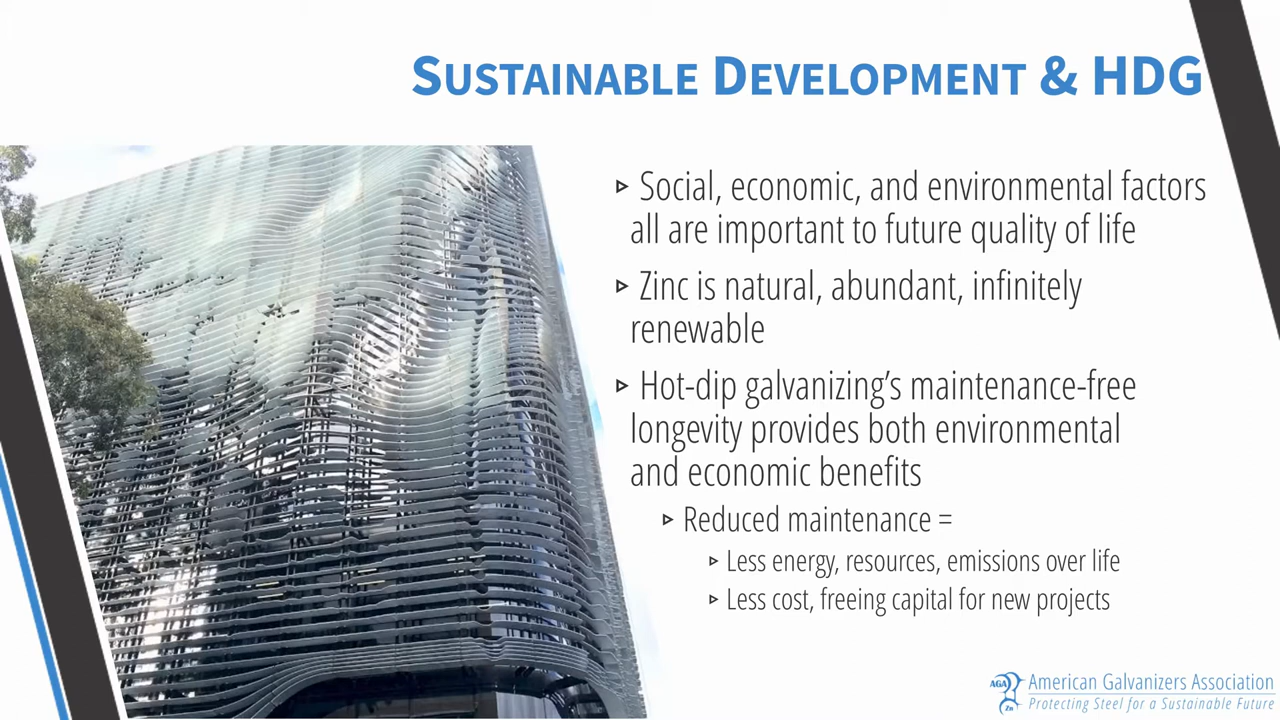 SUSTAINABLE DEVELOPMENT & HDG
▹ Social, economic, and environmental factors
all are important to future quality of life
▹ Zinc is natural, abundant, infinitely
renewable
▹ Hot-dip galvanizing’s maintenance-free
longevity provides both environmental
and economic benefits
▹ Reduced maintenance =
▹ Less energy, resources, emissions over life
▹ Less cost, freeing capital for new projects
AGA
Zn
American Galvanizers Association
Protecting Steel for a Sustainable Future